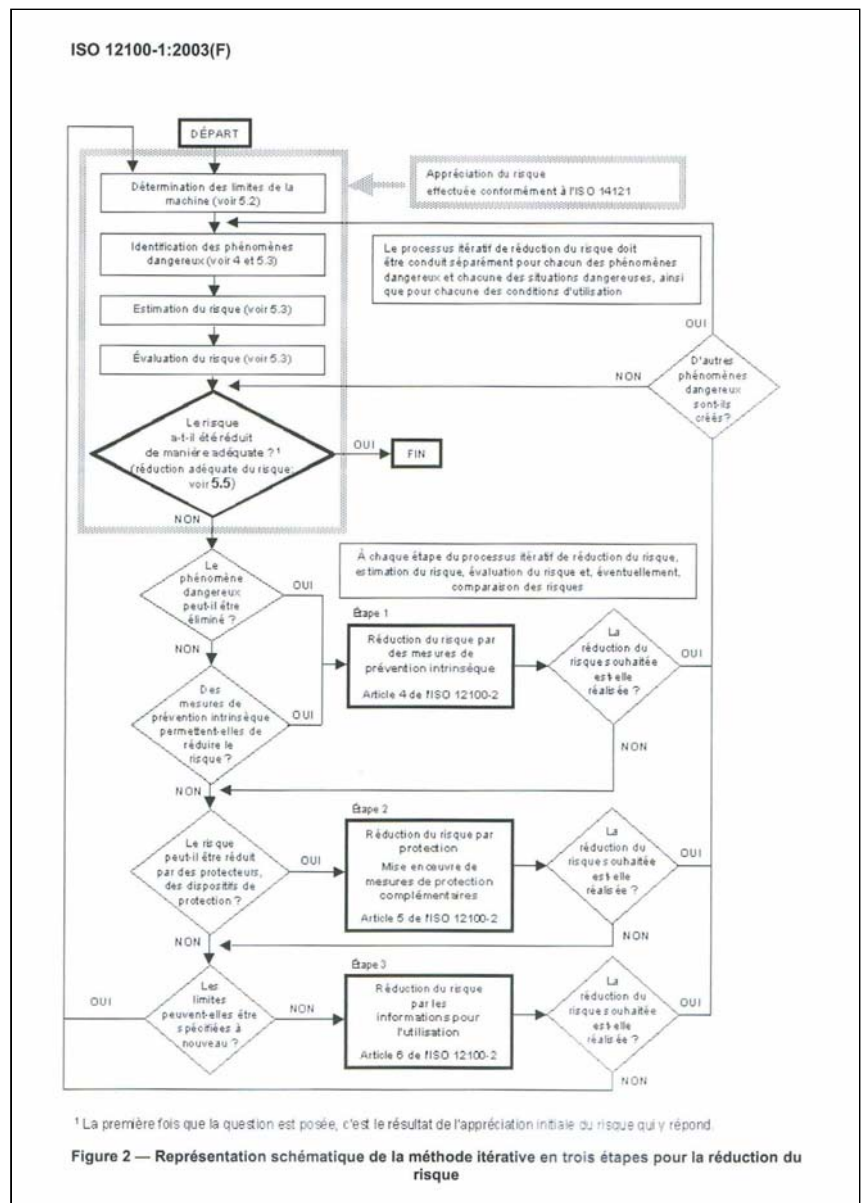 ISO 12100-1:2003(F)
DÉPART
Détermination des limites de la
machine (voir 5.2)
Appréciation du risque
effectuée conformément à l'ISO 14121
Identification des phénomènes
dangereux (voir 4 et 5.3)
Le processus itératif de réduction du risque doit
être conduit séparément pour chacun des phénomènes
dangereux et chacune des situations dangereuses, ainsi
que pour chacune des conditions d'utilisation
Estimation du risque (voir 5.3)
OUI
Évaluation du risque (voir 5.3)
D'autres
phénomènes
dangereux
sont-ils
créés?
NON
Le risque
a-t-il été réduit
de manière adéquate ?¹
(réduction adéquate du risque:
voir 5.5)
OUI
FIN
NON
À chaque étape du processus itératif de réduction du risque,
estimation du risque, évaluation du risque et, éventuellement,
comparaison des risques
Le
phénomène
dangereux
peut-il être
éliminé ?
OUI
NON
Étape 1
Réduction du risque par
des mesures de
prévention intrinsèque
Article 4 de l'ISO 12100-2
La
réduction du
risque souhaitée
est-elle
réalisée ?
OUI
NON
Des
mesures de
prévention intrinsèque
permettent-elles de
réduire le
risque ?
OUI
NON
Étape 2
Le risque
peut-il être réduit
par des protecteurs,
des dispositifs de
protection ?
OUI
Réduction du risque par
protection
Mise en œuvre de
mesures de protection
complémentaires
Article 5 de l'ISO 12100-2
La
réduction du
risque souhaitée
est-elle
réalisée ?
OUI
NON
NON
Étape 3
OUI
Les
limites
peuvent-elles être
spécifiées à
nouveau ?
NON
Réduction du risque
par les
informations pour
l'utilisation
Article 6 de l'ISO 12100-2
La
réduction du
risque souhaitée
est-elle
réalisée ?
OUI
NON
¹ La première fois que la question est posée, c'est le résultat de l'appréciation initiale du risque qui y répond.
Figure 2 — Représentation schématique de la méthode itérative en trois étapes pour la réduction du
risque